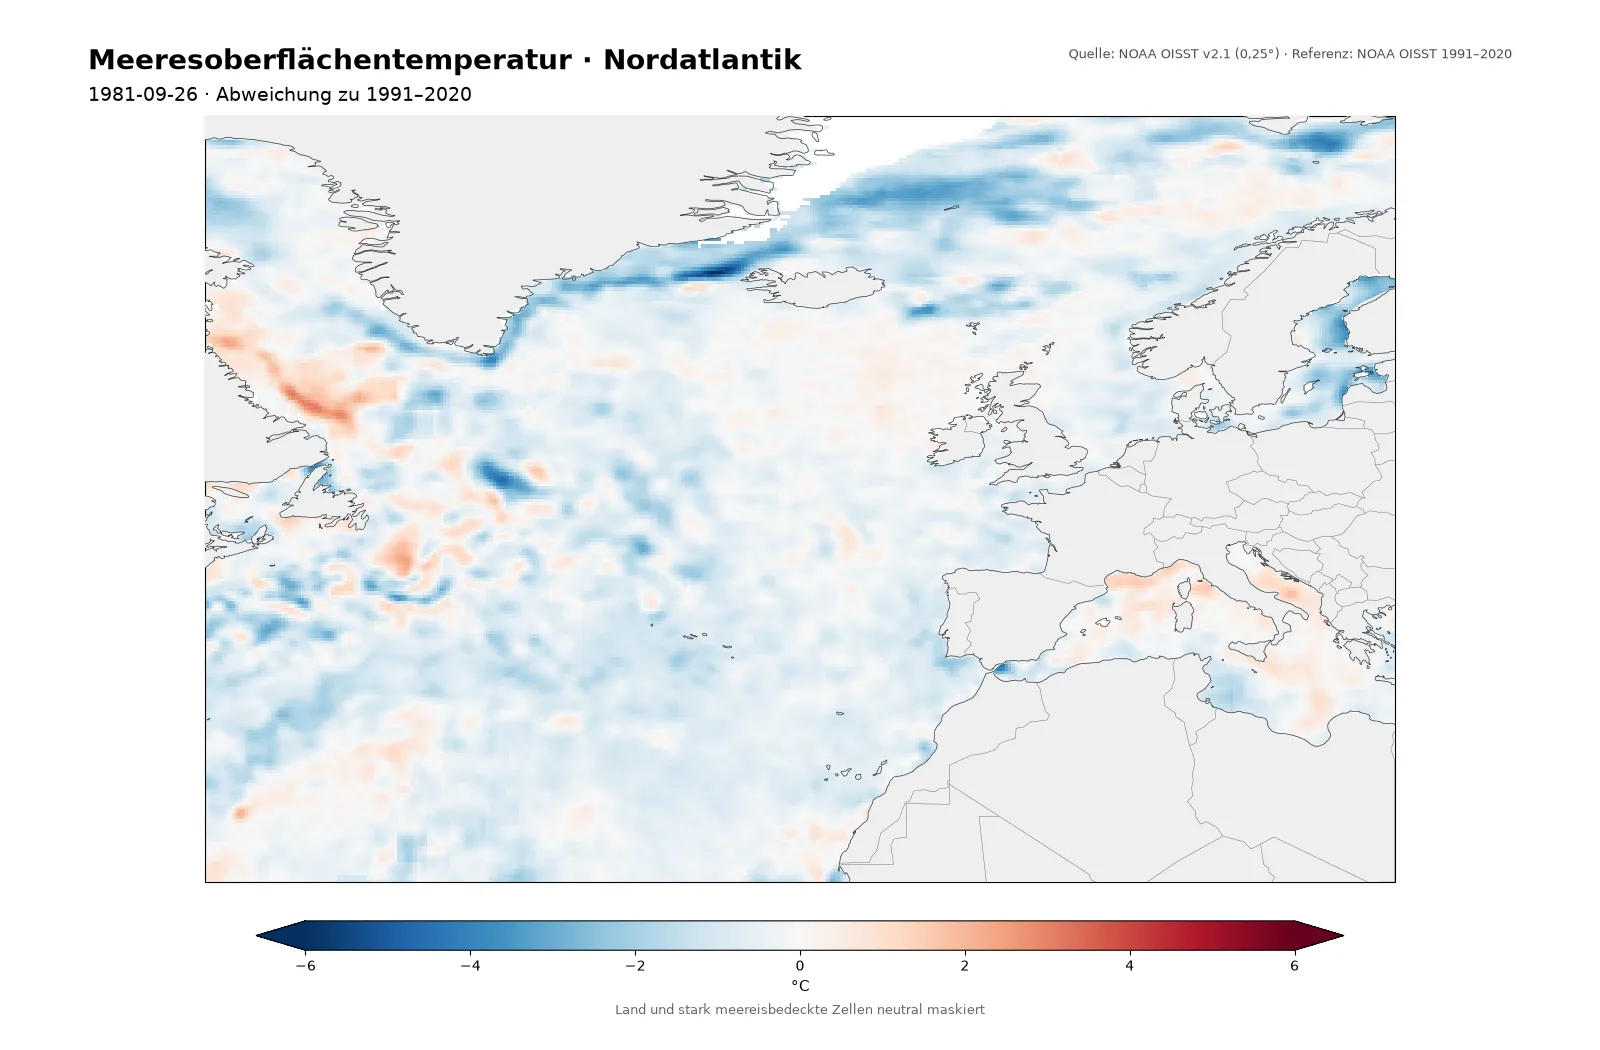 Meeresoberflächentemperatur · Nordatlantik
Quelle: NOAA OISST v2.1 (0,25°) · Referenz: NOAA OISST 1991–2020
1981-09-26 · Abweichung zu 1991–2020
−6 −4 −2 0 2 4 6
°C
Land und stark meereisbedeckte Zellen neutral maskiert